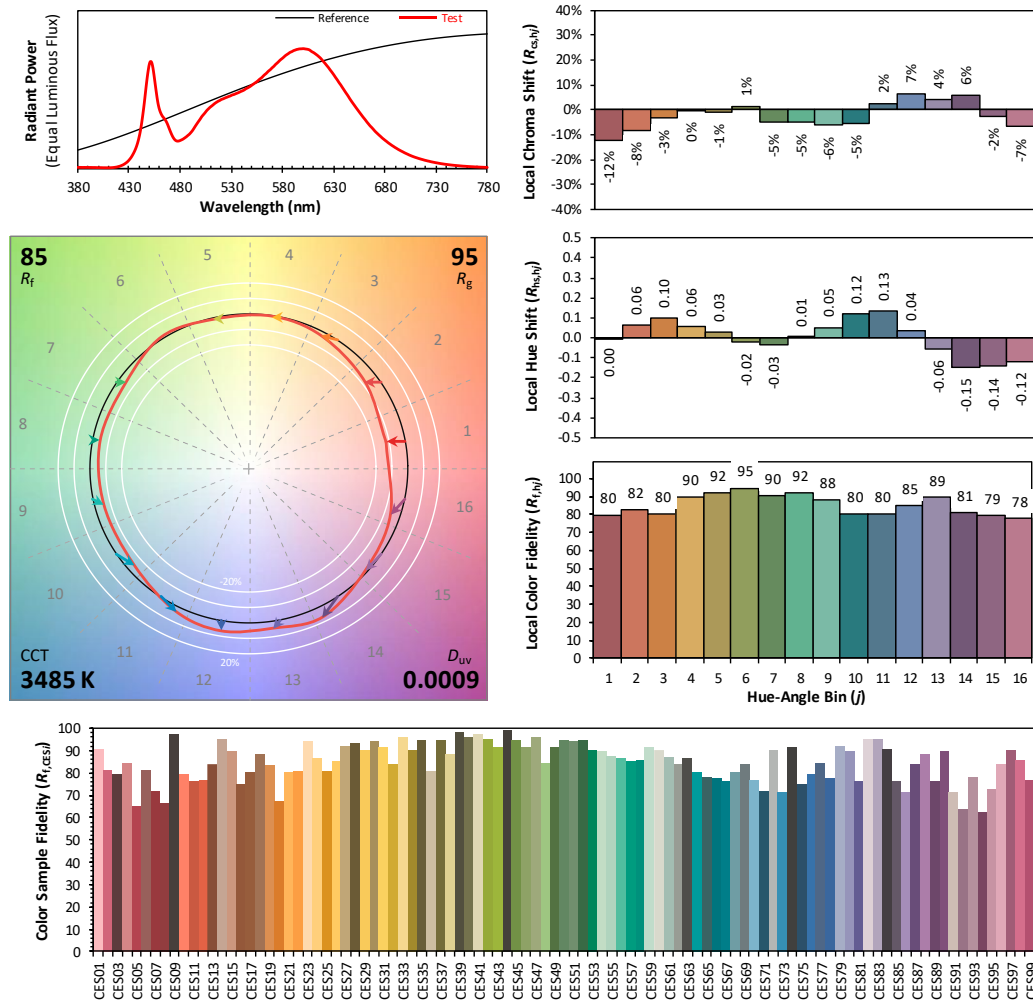 Reference
Test
Radiant Power
(Equal Luminous Flux)
380 430 480 530 580 630 680 730 780
Wavelength (nm)
Local Chroma Shift (Rcs,hj)
40%
30%
20%
10%
0%
-10%
-20%
-30%
-40%
-12% -8% -3% 0% -1% 1% -5% -5% -6% -5% 2% 7% 4% 6% -2% -7%
85
Rf
95
Rg
CCT
3485 K
Duv
0.0009
-20%
20%
1 2 3 4 5 6 7 8 9 10 11 12 13 14 15 16
Local Hue Shift (Rhs,hj)
0.5
0.4
0.3
0.2
0.1
0.0
-0.1
-0.2
-0.3
-0.4
-0.5
0.00 0.06 0.10 0.06 0.03 -0.02 -0.03 0.01 0.05 0.12 0.13 0.04 -0.06 -0.15 -0.14 -0.12
Local Color Fidelity (Rf,hj)
100
90
80
70
60
50
40
30
20
10
0
80 82 80 90 92 95 90 92 88 80 80 85 89 81 79 78
1 2 3 4 5 6 7 8 9 10 11 12 13 14 15 16
Hue-Angle Bin (j)
Color Sample Fidelity (Rf,CESi)
100
90
80
70
60
50
40
30
20
10
0
CES01 CES03 CES05 CES07 CES09 CES11 CES13 CES15 CES17 CES19 CES21 CES23 CES25 CES27 CES29 CES31 CES33 CES35 CES37 CES39 CES41 CES43 CES45 CES47 CES49 CES51 CES53 CES55 CES57 CES59 CES61 CES63 CES65 CES67 CES69 CES71 CES73 CES75 CES77 CES79 CES81 CES83 CES85 CES87 CES89 CES91 CES93 CES95 CES97 CES99